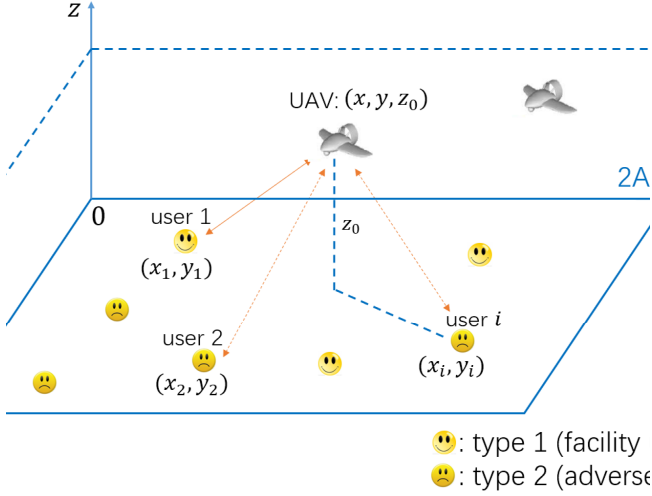 z
UAV: (x, y, z₀)
2A
0
user 1
z₀
(x₁, y₁)
user 2
user i
(x₂, y₂)
(xᵢ, yᵢ)
: type 1 (facility
: type 2 (adverse